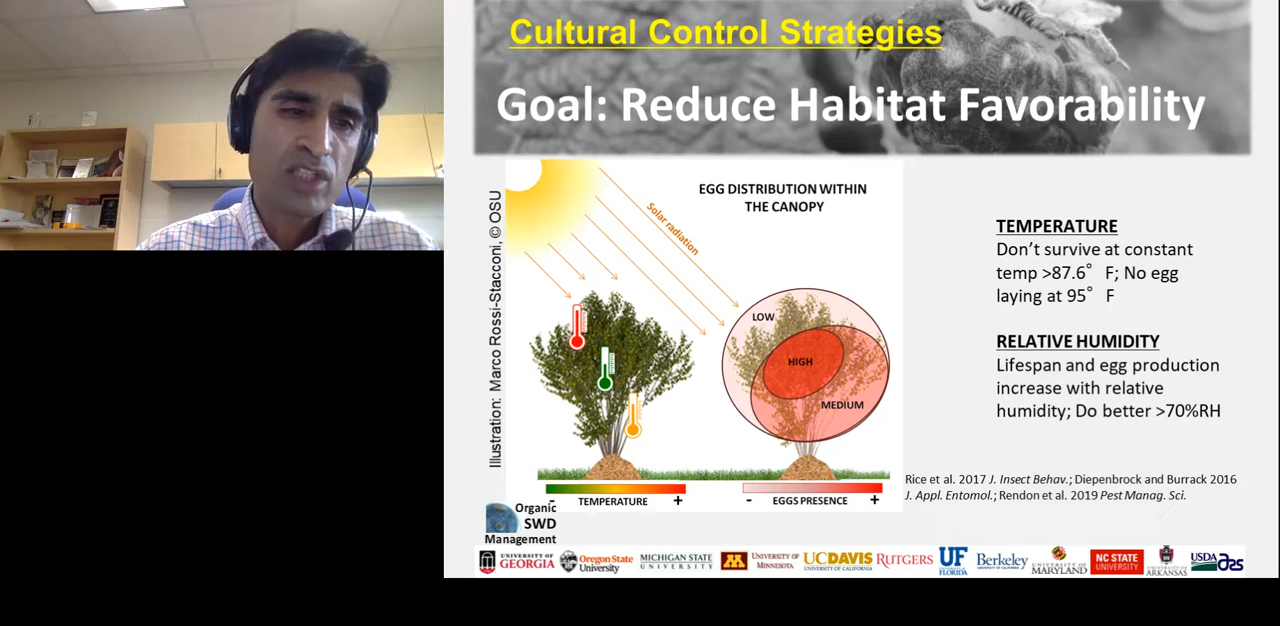 Cultural Control Strategies
Goal: Reduce Habitat Favorability
EGG DISTRIBUTION WITHIN
THE CANOPY
Solar radiation
LOW
HIGH
MEDIUM
- TEMPERATURE +
- EGGS PRESENCE +
Illustration: Marco Rossi-Stacconi, © OSU
TEMPERATURE
Don’t survive at constant
temp >87.6° F; No egg
laying at 95° F
RELATIVE HUMIDITY
Lifespan and egg production
increase with relative
humidity; Do better >70%RH
Rice et al. 2017 J. Insect Behav.; Diepenbrock and Burrack 2016
J. Appl. Entomol.; Rendon et al. 2019 Pest Manag. Sci.
Organic
SWD
Management
UNIVERSITY OF
GEORGIA
Oregon State
University
MICHIGAN STATE
UNIVERSITY
M
UNIVERSITY OF
MINNESOTA
UCDAVIS
UNIVERSITY OF CALIFORNIA
RUTGERS
UF
UNIVERSITY of
FLORIDA
Berkeley
UNIVERSITY OF CALIFORNIA
UNIVERSITY OF
MARYLAND
NC STATE
UNIVERSITY
UNIVERSITY OF
ARKANSAS
USDA
ars